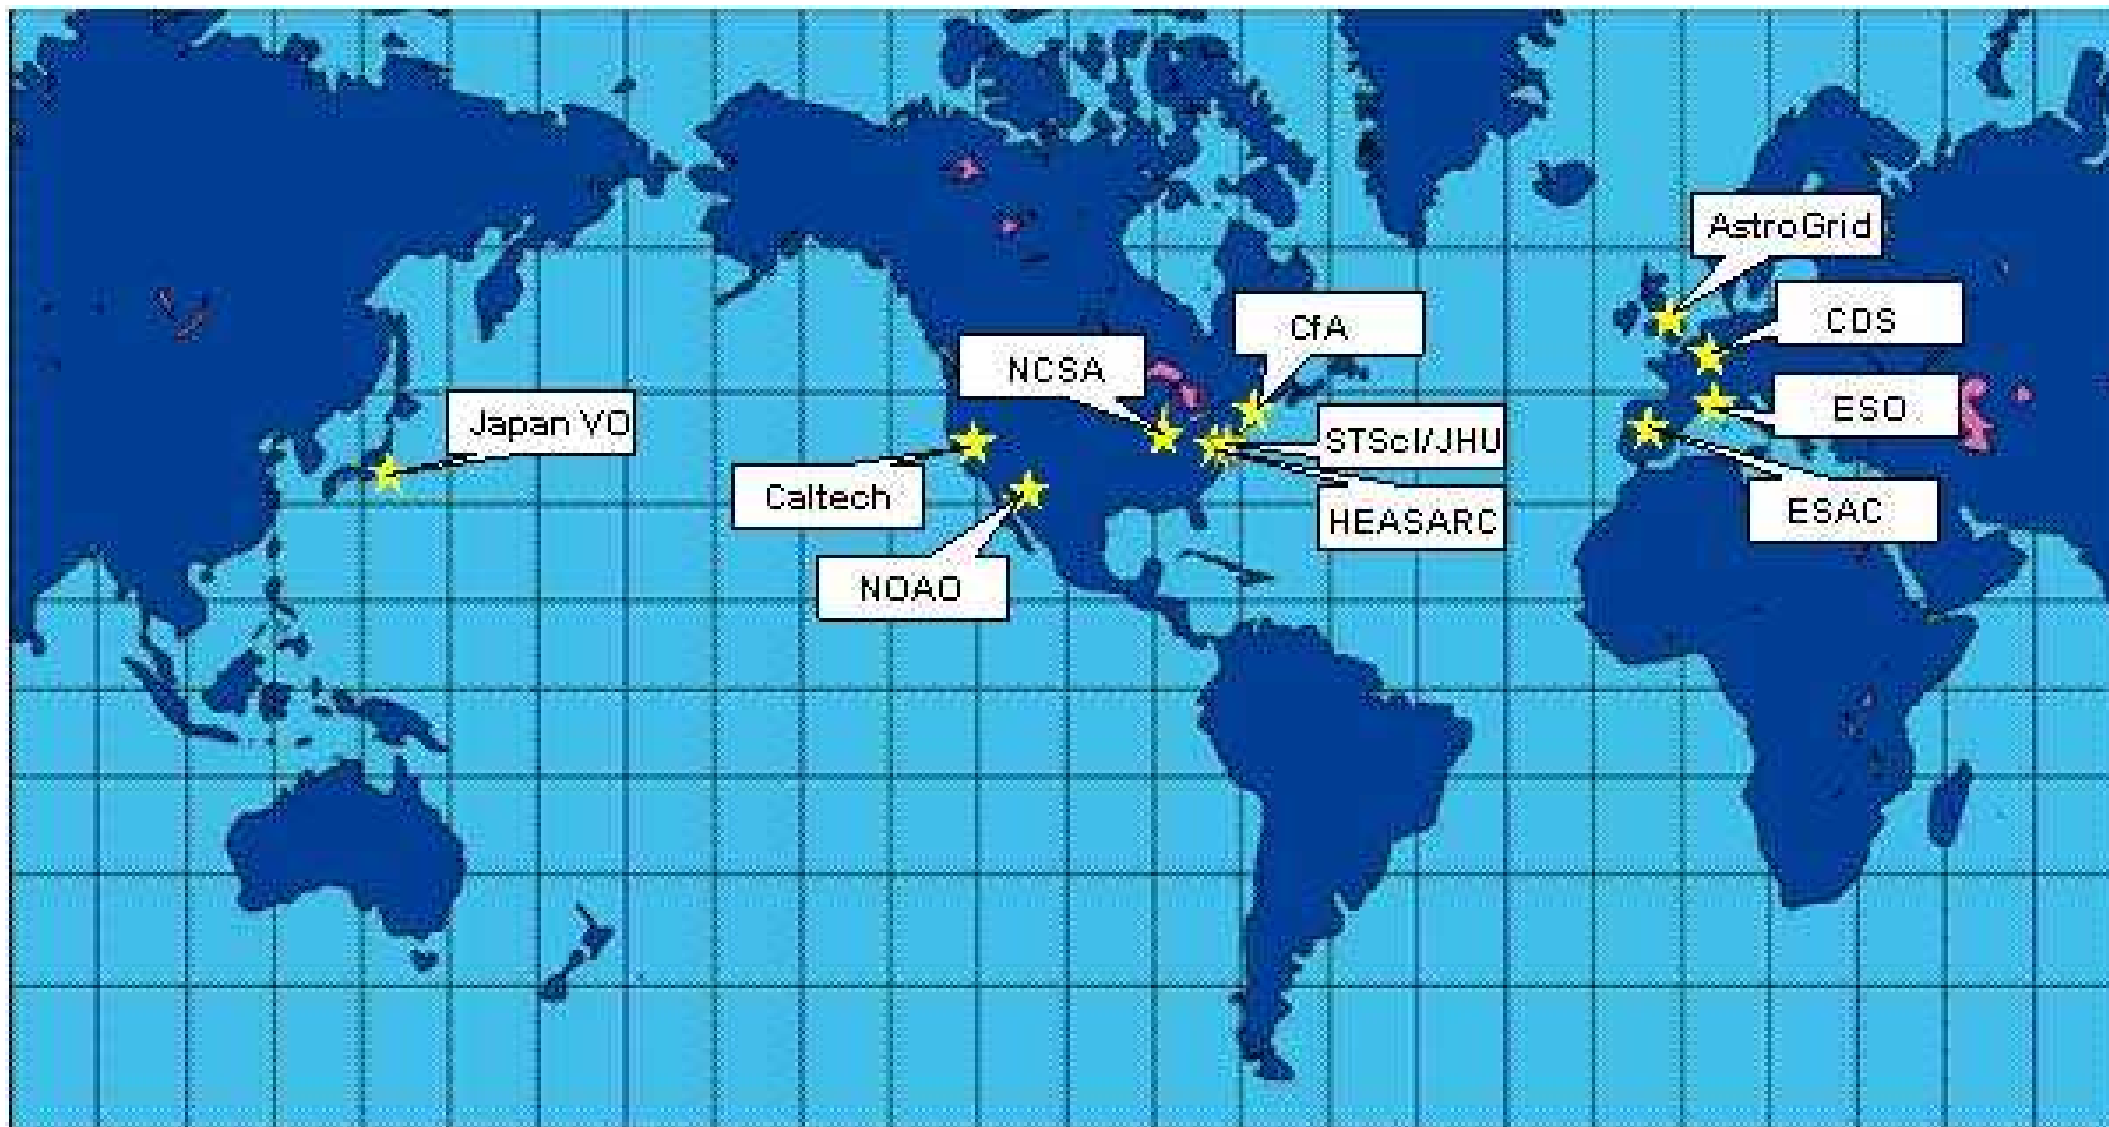 AstroGrid
CDS
CfA
NCSA
ESO
Japan VO
STScI/JHU
Caltech
ESAC
HEASARC
NOAO